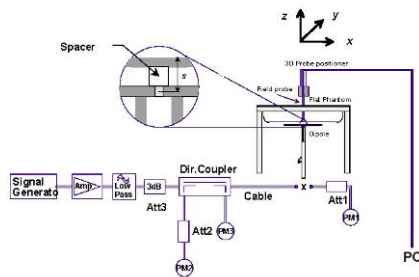 z
y
x
Spacer
s
3D Probe positioner
Field probe
Flat Phantom
Dipole
Signal
Generato
Amp
Low
Pass
3dB
Att3
Dir.Coupler
Cable
x
Att1
Att2
PM3
PM1
PM2
PC